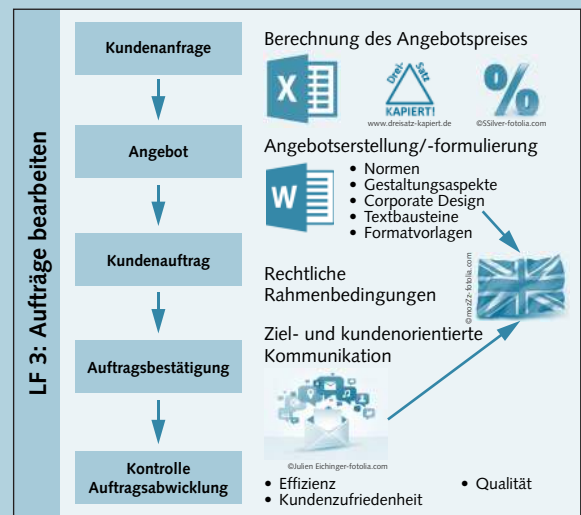 LF 3: Aufträge bearbeiten
Kundenanfrage
Angebot
Kundenauftrag
Auftragsbestätigung
Kontrolle
Auftragsabwicklung
Berechnung des Angebotspreises
X
Drei-
Satz
KAPIERT!
www.dreisatz-kapiert.de
%
©SSilver-fotolia.com
Angebotserstellung/-formulierung
W
• Normen
• Gestaltungsaspekte
• Corporate Design
• Textbausteine
• Formatvorlagen
©mozZz-fotolia.com
Rechtliche
Rahmenbedingungen
Ziel- und kundenorientierte
Kommunikation
©Julien Eichinger-fotolia.com
• Effizienz
• Kundenzufriedenheit
• Qualität